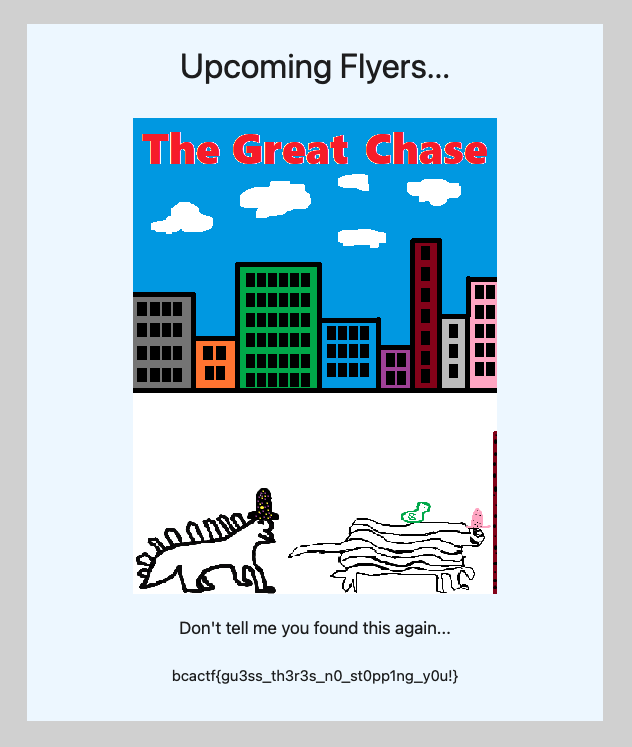 Upcoming Flyers...
The Great Chase
Don't tell me you found this again...
bcactf{gu3ss_th3r3s_n0_st0pp1ng_y0u!}